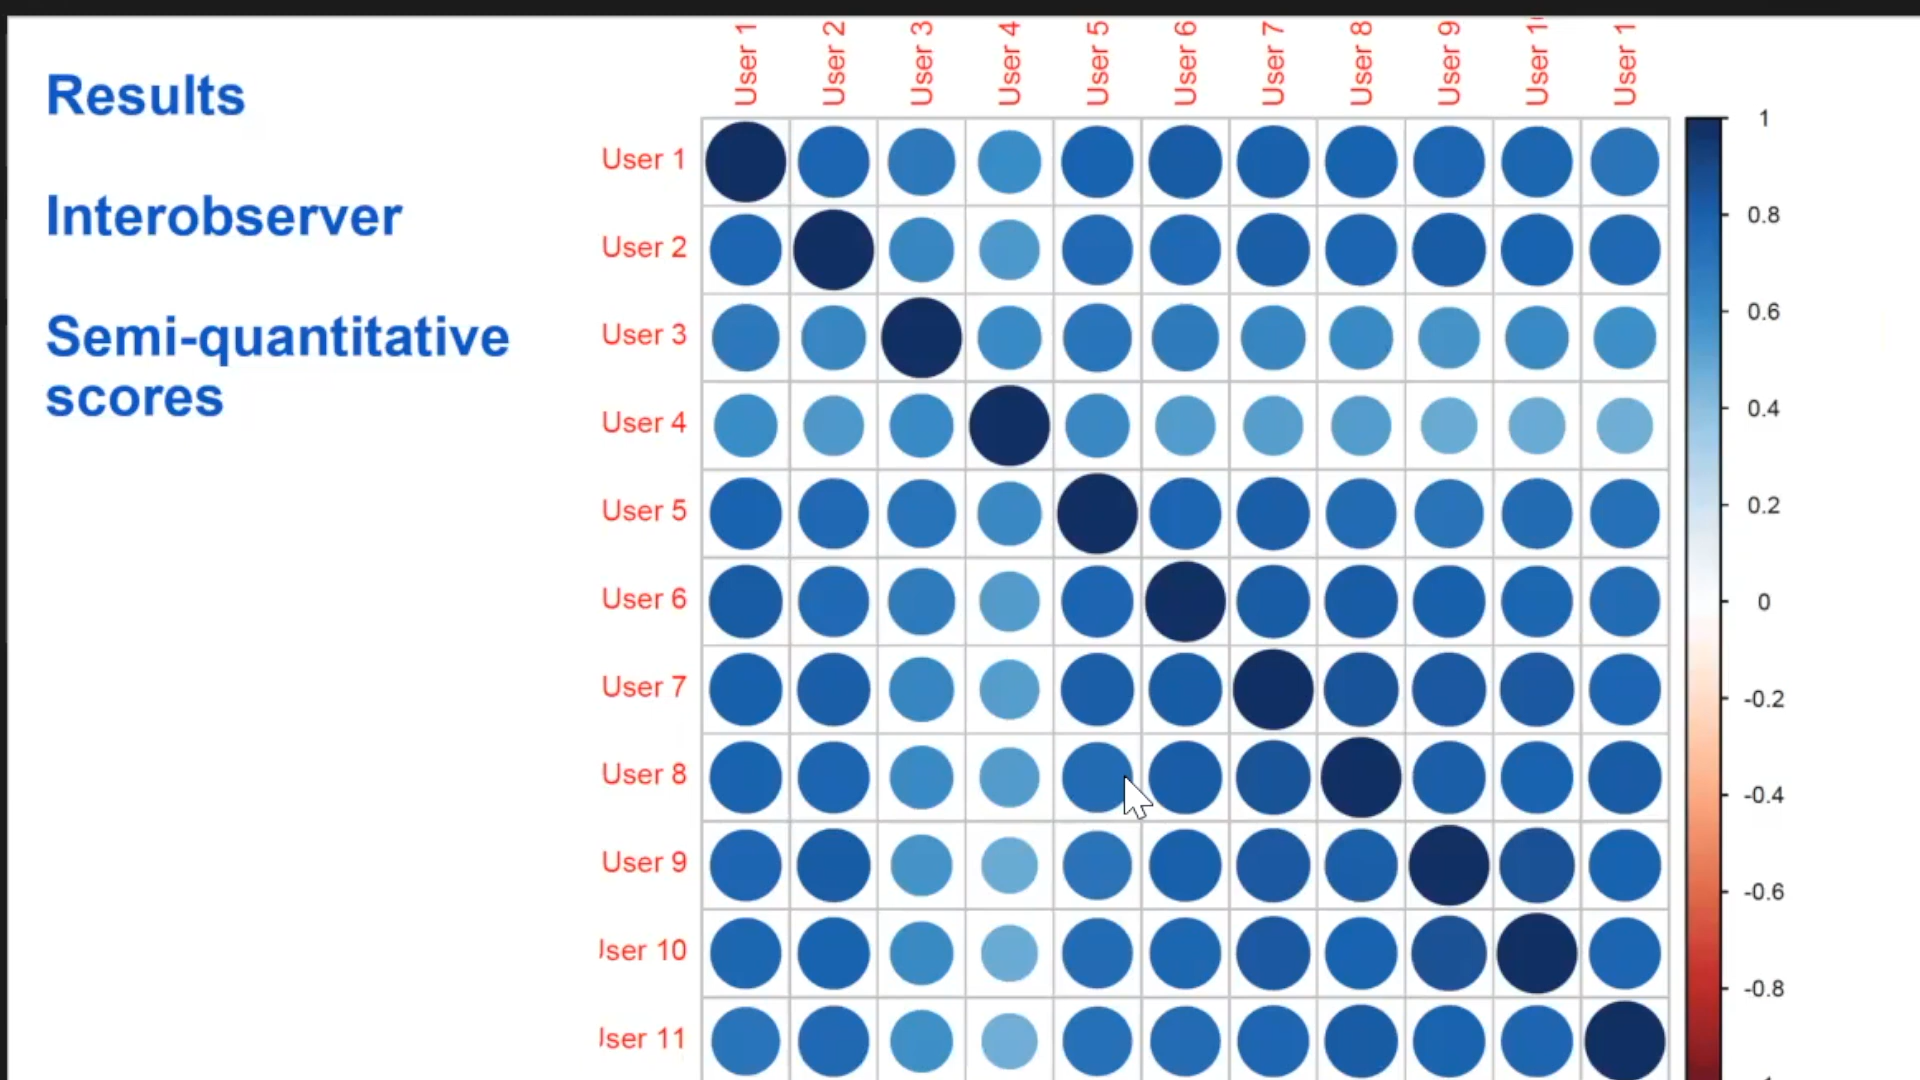 Results
Interobserver
Semi-quantitative
scores
User 1
User 2
User 3
User 4
User 5
User 6
User 7
User 8
User 9
User 1
User 1
User 1
User 2
User 3
User 4
User 5
User 6
User 7
User 8
User 9
User 10
User 11
1
0.8
0.6
0.4
0.2
0
-0.2
-0.4
-0.6
-0.8